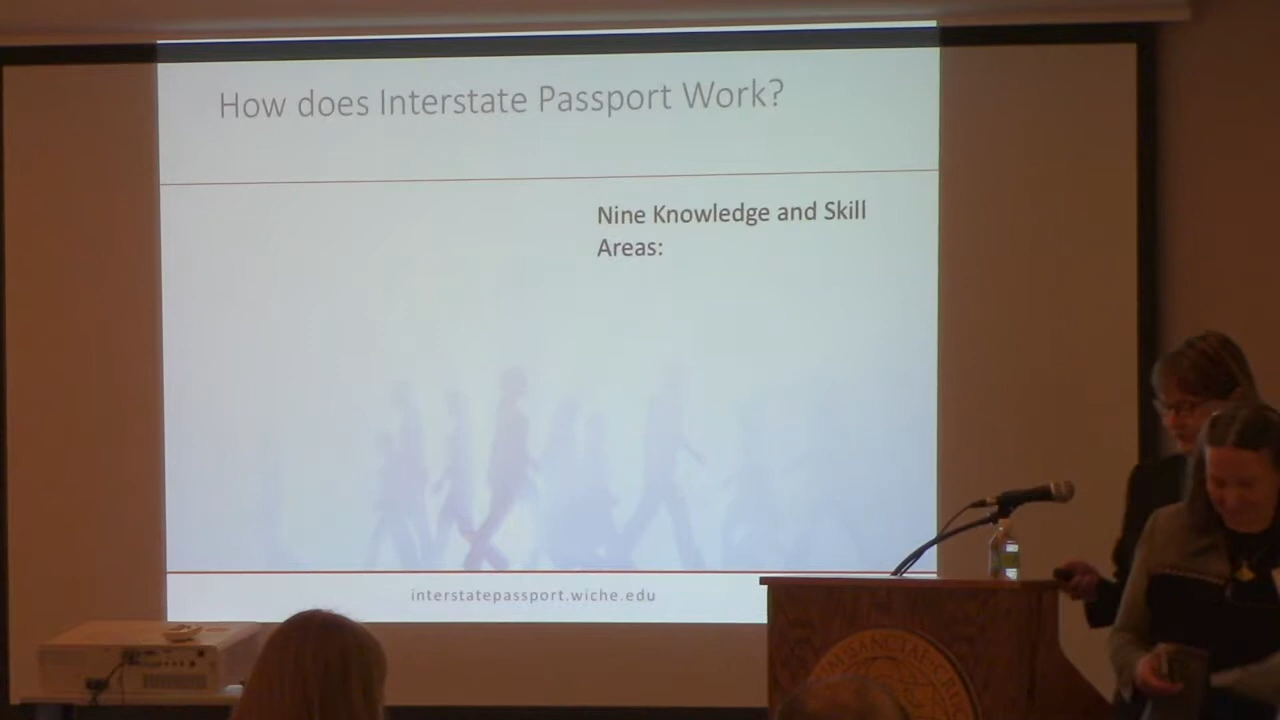 How does Interstate Passport Work?
Nine Knowledge and Skill
Areas:
interstatepassport.wiche.edu